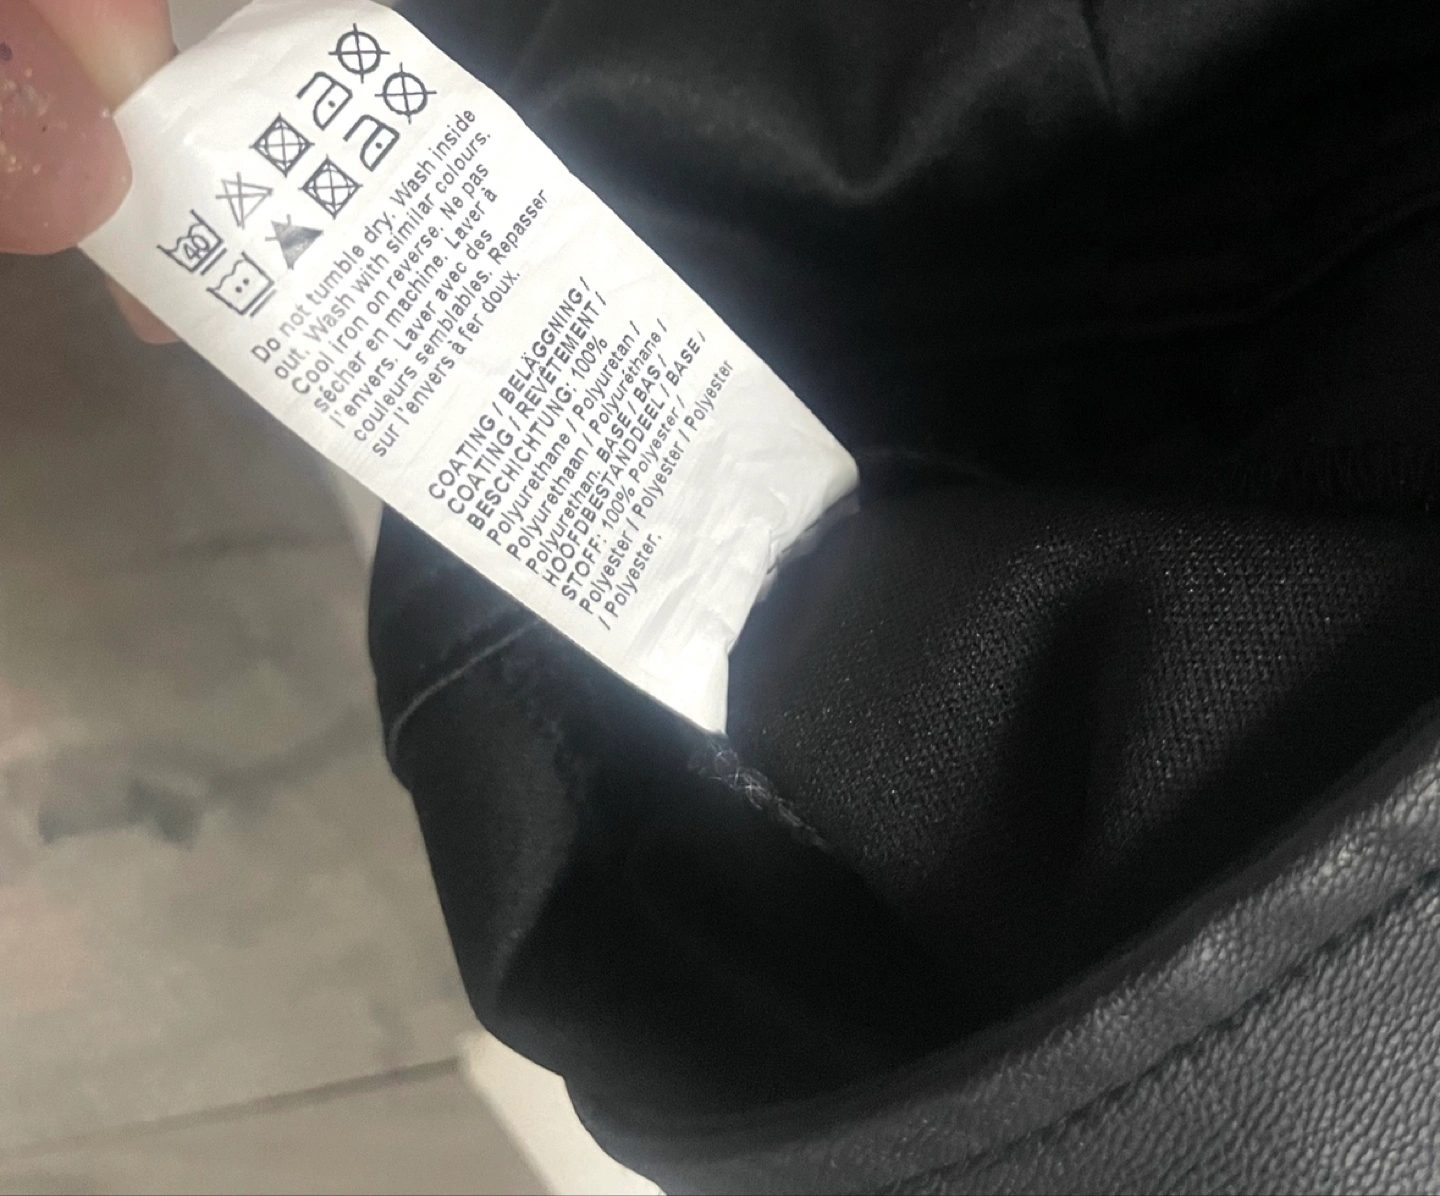 40
Do not tumble dry. Wash inside
out. Wash with similar colours.
Cool iron on reverse. Ne pas
sécher en machine. Laver à
l'envers. Laver avec des
couleurs semblables. Repasser
sur l'envers à fer doux.
COATING / BELÄGGNING /
COATING / REVÊTEMENT /
BESCHICHTUNG: 100%
Polyurethane / Polyuretan /
Polyurethaan / Polyuréthane /
Polyurethan. BASE / BAS /
HOOFDBESTANDDEEL / BASE /
STOFF: 100% Polyester /
Polyester / Polyester / Polyester
/ Polyester.